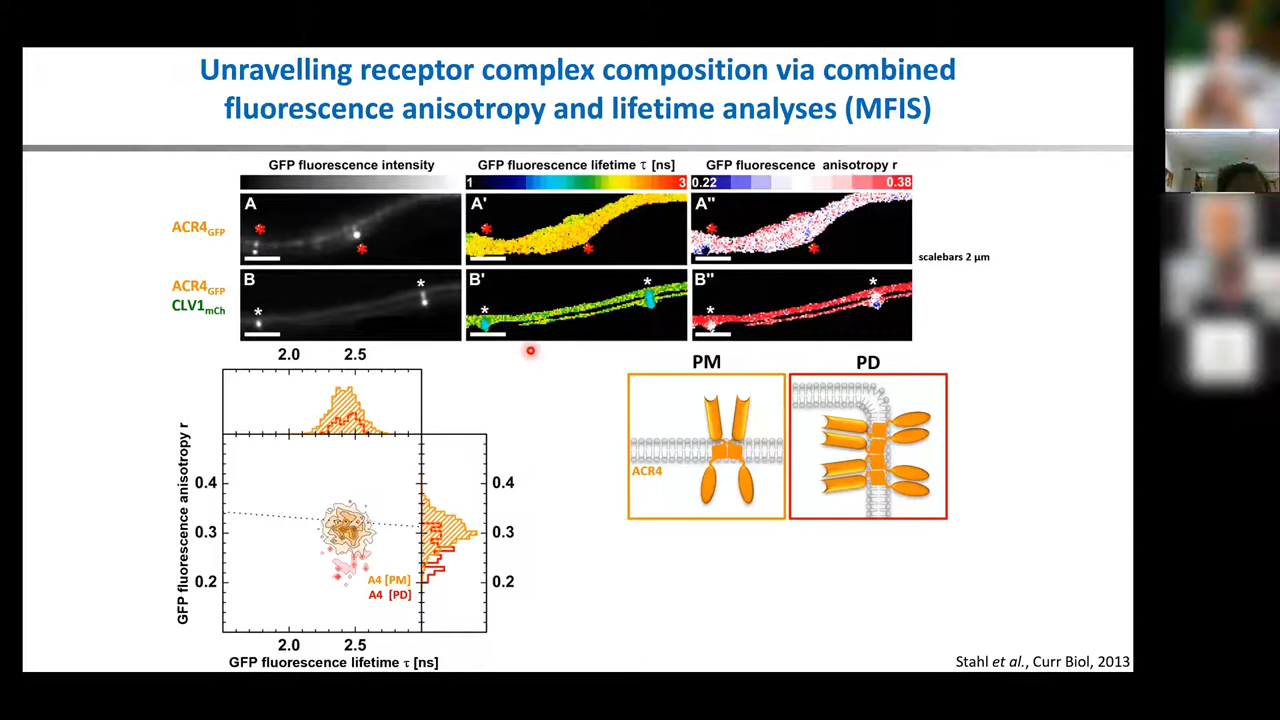 Unravelling receptor complex composition via combined
fluorescence anisotropy and lifetime analyses (MFIS)
GFP fluorescence intensity
GFP fluorescence lifetime τ [ns]
GFP fluorescence anisotropy r
1 3
0.22 0.38
A A' A''
ACR4GFP
scalebars 2 µm
B B' B''
* *
* *
* *
ACR4GFP
CLV1mCh
2.0 2.5
GFP fluorescence anisotropy r
0.4 0.4
0.3 0.3
0.2 0.2
A4 [PM]
A4 [PD]
2.0 2.5
GFP fluorescence lifetime τ [ns]
PM PD
ACR4
Stahl et al., Curr Biol, 2013